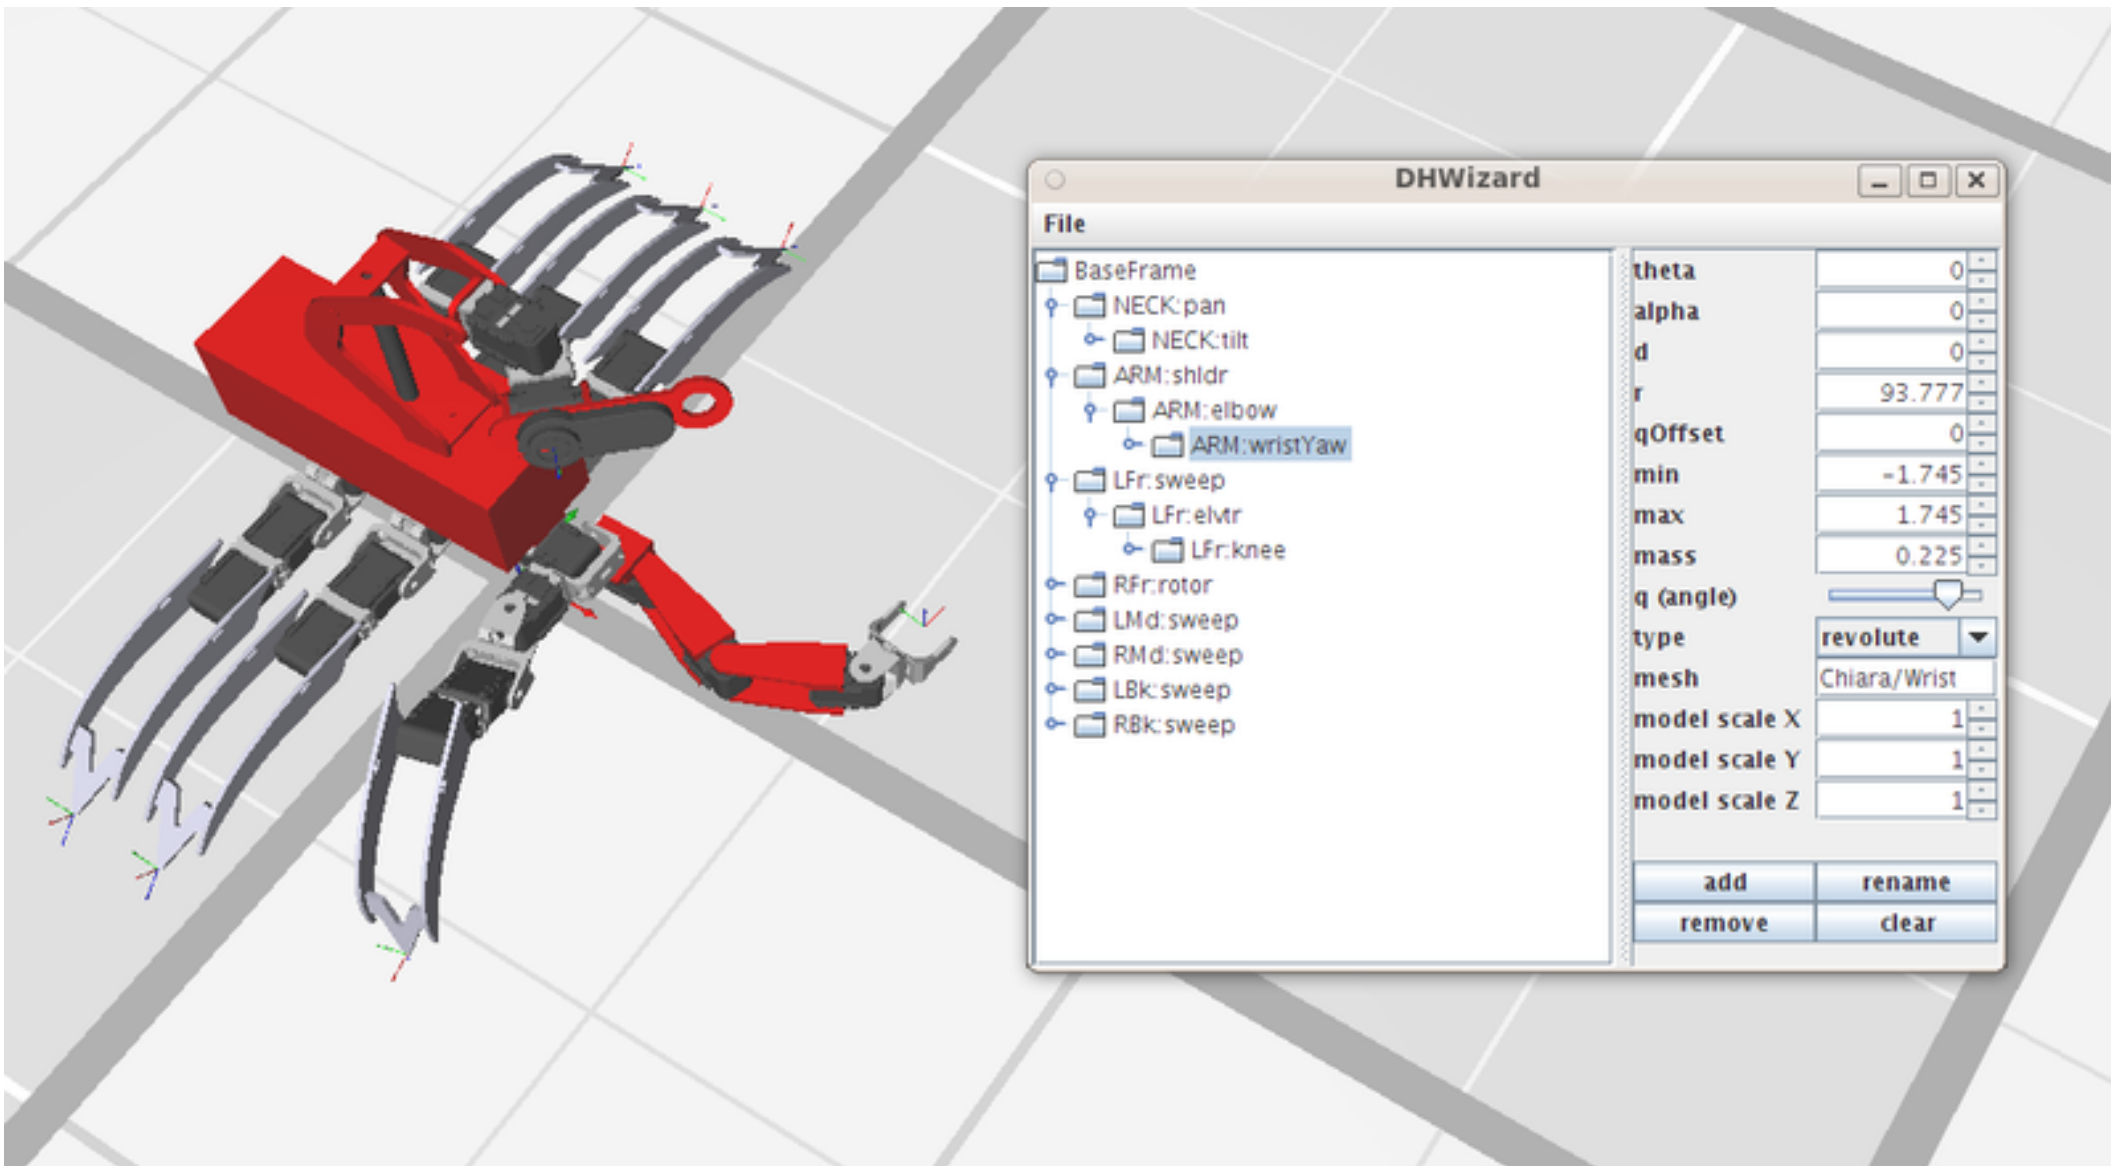 DHWizard
File
BaseFrame
NECK:pan
NECK:tilt
ARM:shldr
ARM:elbow
ARM:wristYaw
LFr:sweep
LFr:elvtr
LFr:knee
RFr:rotor
LMd:sweep
RMd:sweep
LBk:sweep
RBk:sweep
theta 0
alpha 0
d 0
r 93.777
qOffset 0
min -1.745
max 1.745
mass 0.225
q (angle)
type revolute
mesh Chiara/Wrist
model scale X 1
model scale Y 1
model scale Z 1
add rename
remove clear